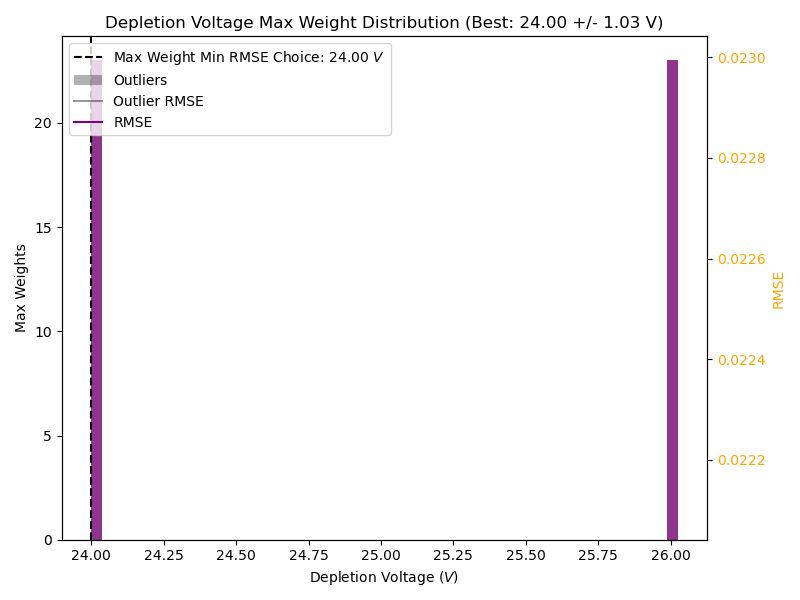 Depletion Voltage Max Weight Distribution (Best: 24.00 +/- 1.03 V)
Max Weight Min RMSE Choice: 24.00 V
Outliers
Outlier RMSE
RMSE
Max Weights
20
15
10
5
0
0.0230
0.0228
0.0226
0.0224
0.0222
RMSE
24.00 24.25 24.50 24.75 25.00 25.25 25.50 25.75 26.00
Depletion Voltage (V)